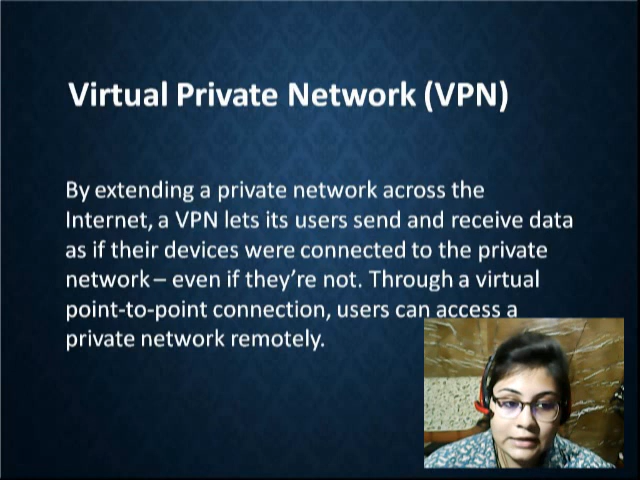 Virtual Private Network (VPN)
By extending a private network across the
Internet, a VPN lets its users send and receive data
as if their devices were connected to the private
network – even if they’re not. Through a virtual
point-to-point connection, users can access a
private network remotely.